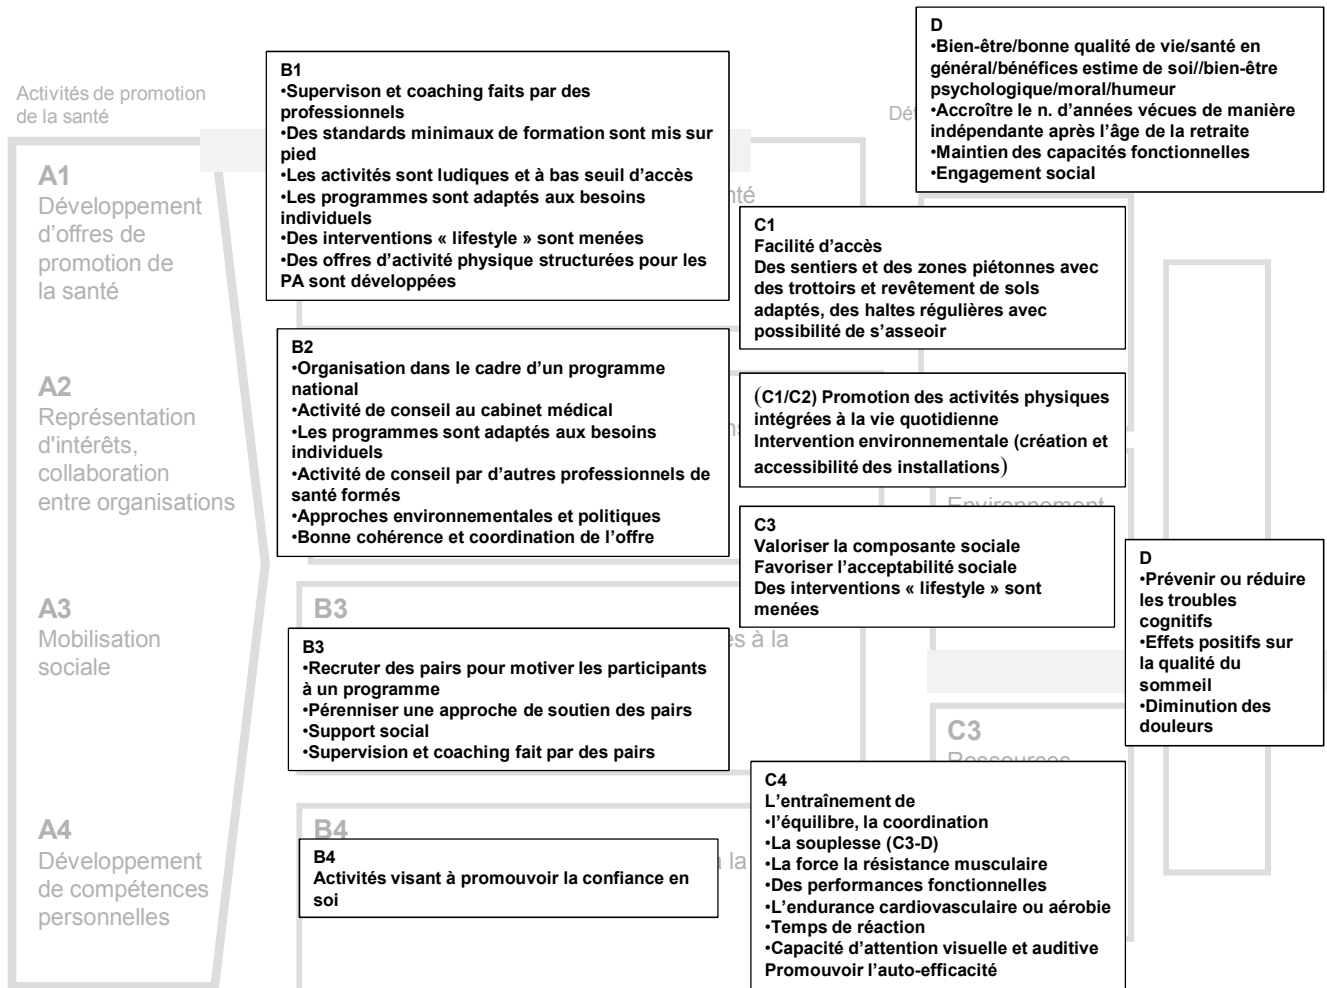 Activités de promotion
de la santé
A1
Développement
d'offres de
promotion de
la santé
A2
Représentation
d'intérêts,
collaboration
entre organisations
A3
Mobilisation
sociale
A4
Développement
de compétences
personnelles
B1
•Supervison et coaching faits par des
professionnels
•Des standards minimaux de formation sont mis sur
pied
•Les activités sont ludiques et à bas seuil d'accès
•Les programmes sont adaptés aux besoins
individuels
•Des interventions « lifestyle » sont menées
•Des offres d'activité physique structurées pour les
PA sont développées
B2
•Organisation dans le cadre d'un programme
national
•Activité de conseil au cabinet médical
•Les programmes sont adaptés aux besoins
individuels
•Activité de conseil par d'autres professionnels de
santé formés
•Approches environnementales et politiques
•Bonne cohérence et coordination de l'offre
B3
à la
B3
•Recruter des pairs pour motiver les participants
à un programme
•Pérenniser une approche de soutien des pairs
•Support social
•Supervision et coaching fait par des pairs
B4
la
B4
Activités visant à promouvoir la confiance en
soi
D
•Bien-être/bonne qualité de vie/santé en
général/bénéfices estime de soi//bien-être
psychologique/moral/humeur
•Accroître le n. d'années vécues de manière
indépendante après l'âge de la retraite
•Maintien des capacités fonctionnelles
•Engagement social
C1
Facilité d'accès
Des sentiers et des zones piétonnes avec
des trottoirs et revêtement de sols
adaptés, des haltes régulières avec
possibilité de s'asseoir
(C1/C2) Promotion des activités physiques
intégrées à la vie quotidienne
Intervention environnementale (création et
accessibilité des installations)
Environnement
C3
Valoriser la composante sociale
Favoriser l'acceptabilité sociale
Des interventions « lifestyle » sont
menées
D
•Prévenir ou réduire
les troubles
cognitifs
•Effets positifs sur
la qualité du
sommeil
•Diminution des
douleurs
C3
Ressources
C4
L'entraînement de
•l'équilibre, la coordination
•La souplesse (C3-D)
•La force la résistance musculaire
•Des performances fonctionnelles
•L'endurance cardiovasculaire ou aérobie
•Temps de réaction
•Capacité d'attention visuelle et auditive
Promouvoir l'auto-efficacité